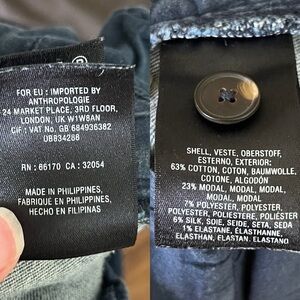 FOR EU : IMPORTED BY
ANTHROPOLOGIE
24 MARKET PLACE, 3RD FLOOR,
LONDON, UK W1W8AN
CIF : VAT No. GB 684936382
UBB34286
RN : 66170 CA : 32054
MADE IN PHILIPPINES,
FABRIQUE EN PHILIPPINES,
HECHO EN FILIPINAS
SHELL, VESTE, OBERSTOFF,
ESTERNO, EXTERIOR:
63% COTTON, COTON, BAUMWOLLE,
COTONE, ALGODÓN
23% MODAL, MODAL, MODAL,
MODAL, MODAL
7% POLYESTER, POLYESTER,
POLYESTER, POLIESTERE, POLIÉSTER
6% SILK, SOIE, SEIDE, SETA, SEDA
1% ELASTANE, ELASTHANNE,
ELASTHAN, ELASTAN, ELASTANO